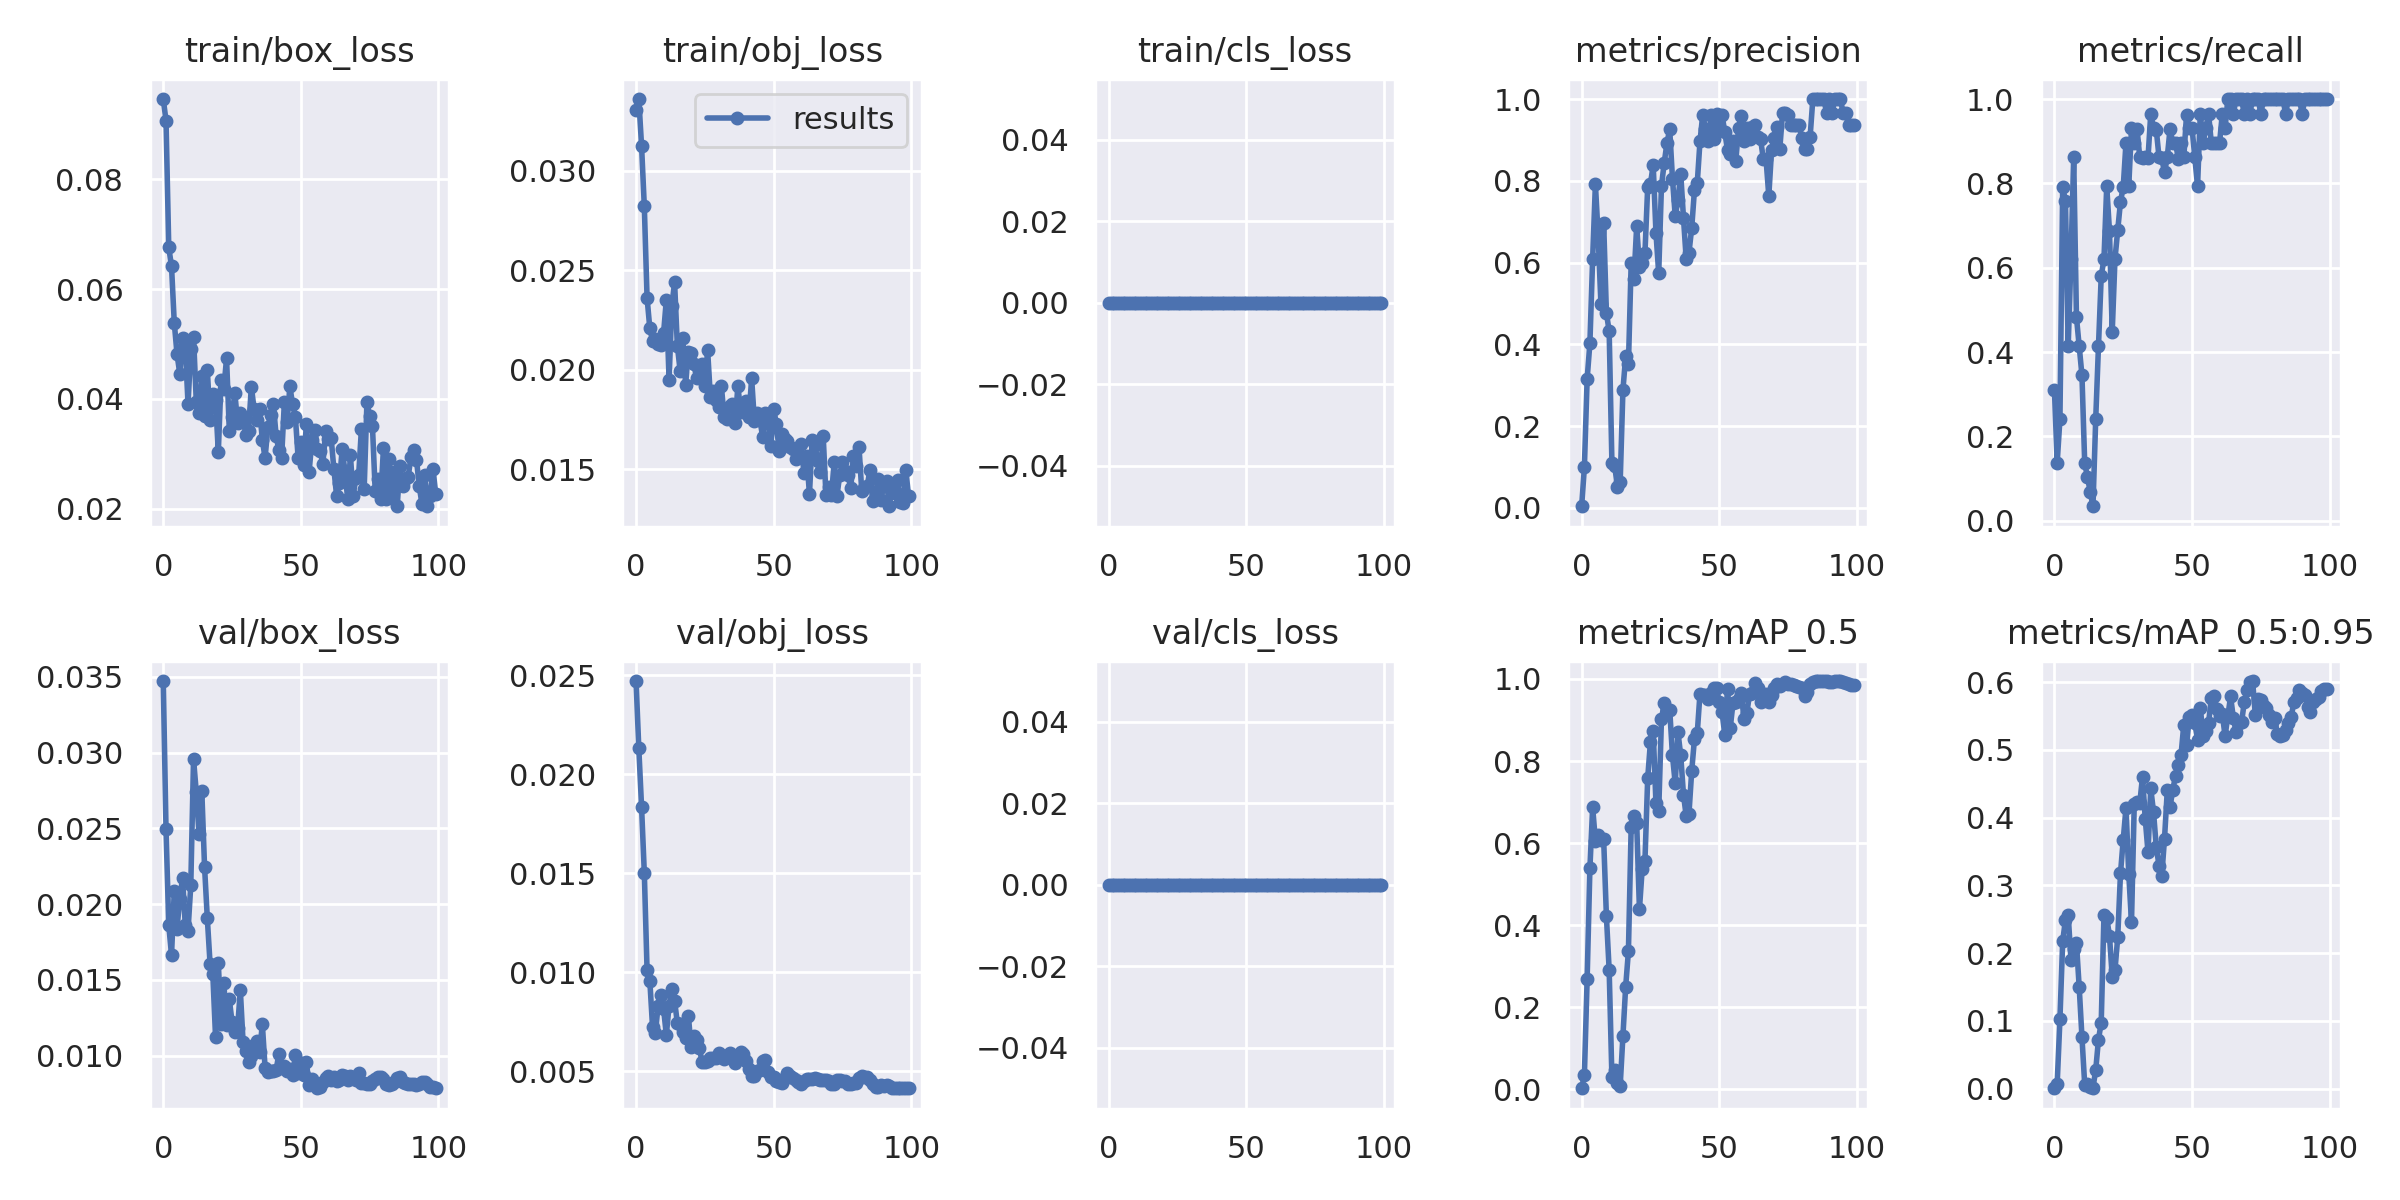 train/box_loss
0.08
0.06
0.04
0.02
0 50 100
train/obj_loss
results
0.030
0.025
0.020
0.015
0 50 100
train/cls_loss
0.04
0.02
0.00
−0.02
−0.04
0 50 100
metrics/precision
1.0
0.8
0.6
0.4
0.2
0.0
0 50 100
metrics/recall
1.0
0.8
0.6
0.4
0.2
0.0
0 50 100
val/box_loss
0.035
0.030
0.025
0.020
0.015
0.010
0 50 100
val/obj_loss
0.025
0.020
0.015
0.010
0.005
0 50 100
val/cls_loss
0.04
0.02
0.00
−0.02
−0.04
0 50 100
metrics/mAP_0.5
1.0
0.8
0.6
0.4
0.2
0.0
0 50 100
metrics/mAP_0.5:0.95
0.6
0.5
0.4
0.3
0.2
0.1
0.0
0 50 100